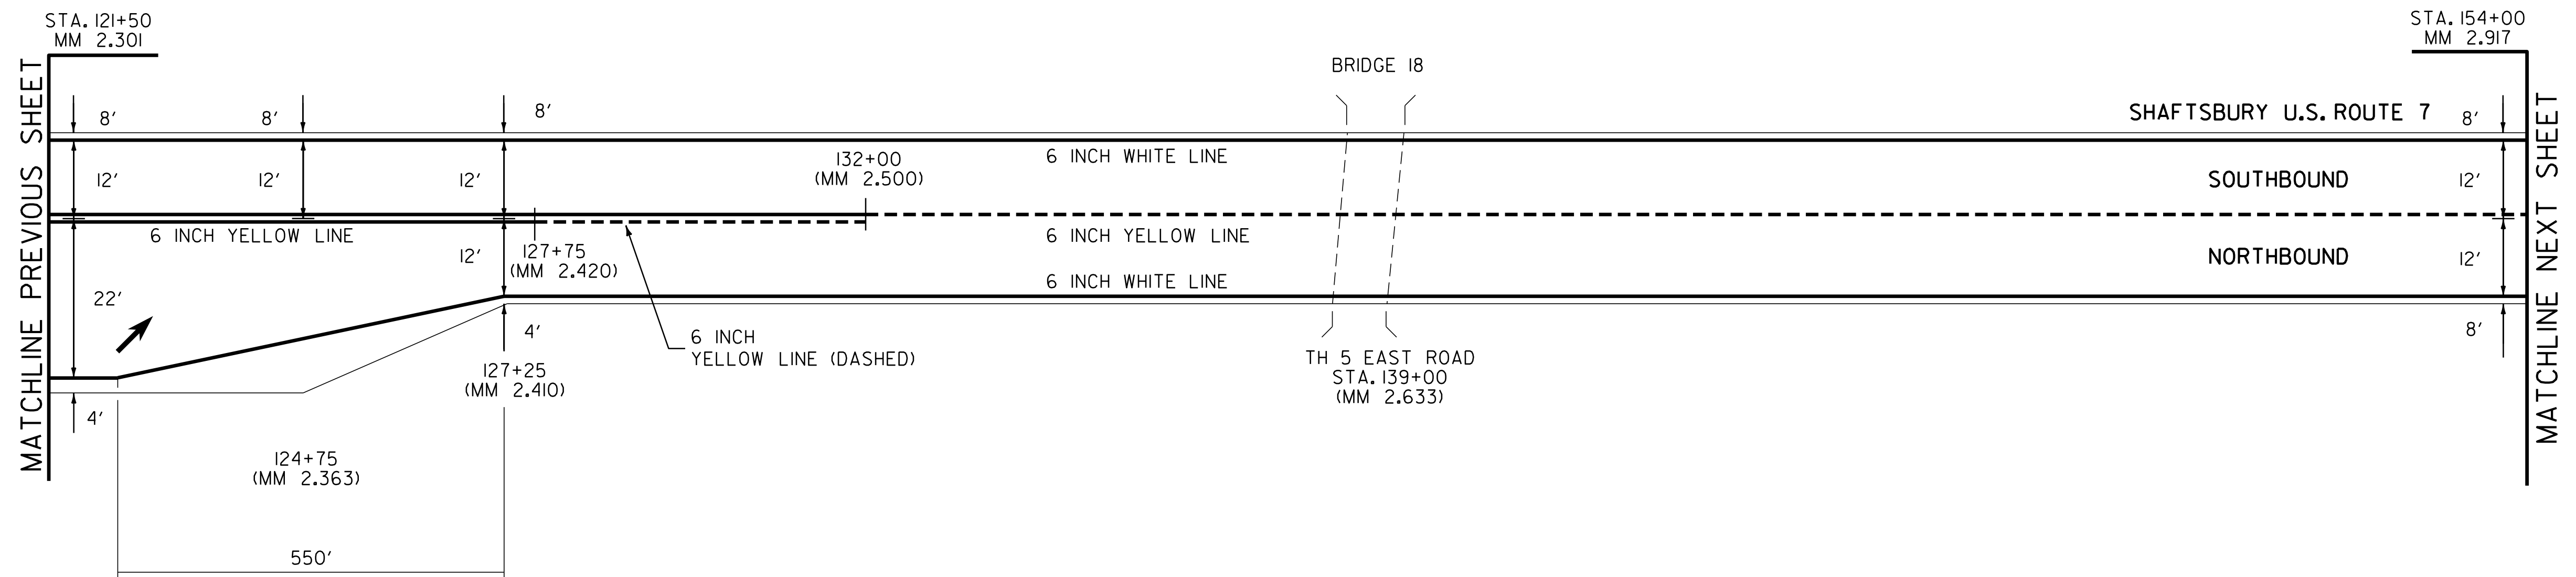 STA. 121+50
MM 2.301
STA. 154+00
MM 2.917
MATCHLINE PREVIOUS SHEET
MATCHLINE NEXT SHEET
BRIDGE 18
SHAFTSBURY U.S. ROUTE 7
8'
8'
8'
8'
6 INCH WHITE LINE
132+00
(MM 2.500)
12'
12'
12'
SOUTHBOUND
12'
6 INCH YELLOW LINE
6 INCH YELLOW LINE
127+75
(MM 2.420)
12'
NORTHBOUND
12'
6 INCH WHITE LINE
22'
4'
6 INCH
YELLOW LINE (DASHED)
8'
127+25
(MM 2.410)
TH 5 EAST ROAD
STA. 139+00
(MM 2.633)
4'
124+75
(MM 2.363)
550'